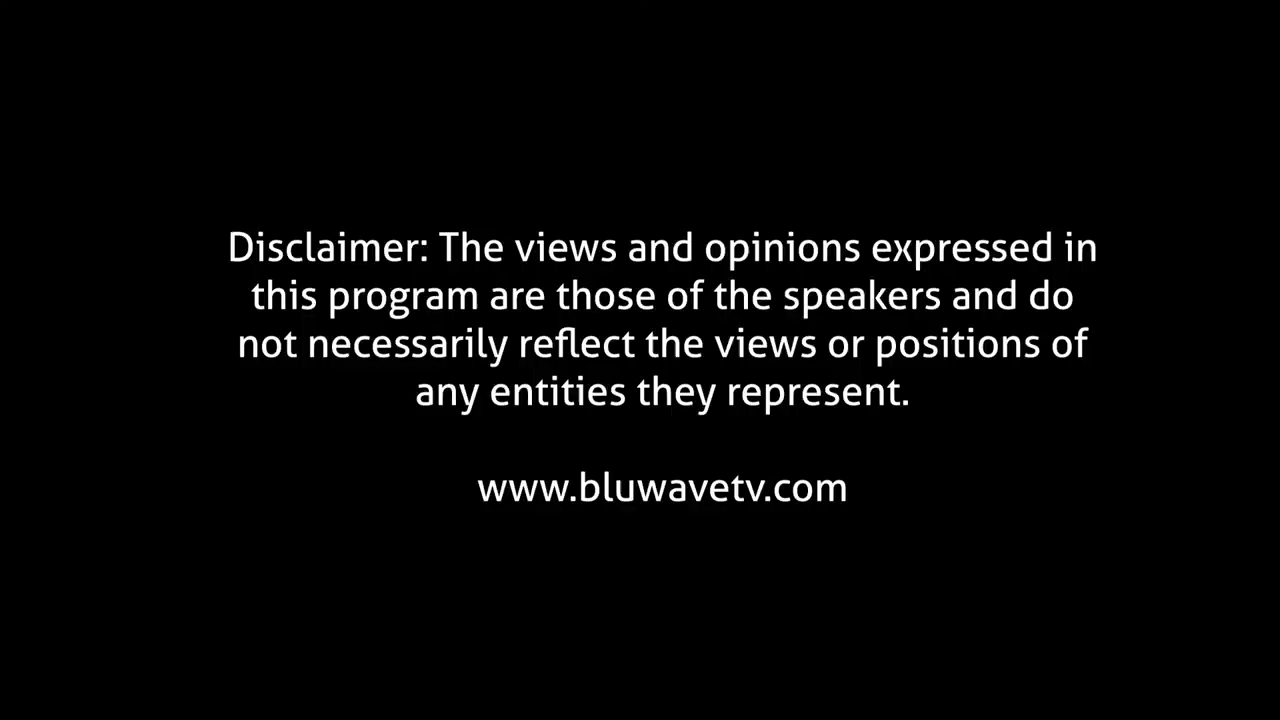 Disclaimer: The views and opinions expressed in
this program are those of the speakers and do
not necessarily reflect the views or positions of
any entities they represent.
www.bluwavetv.com